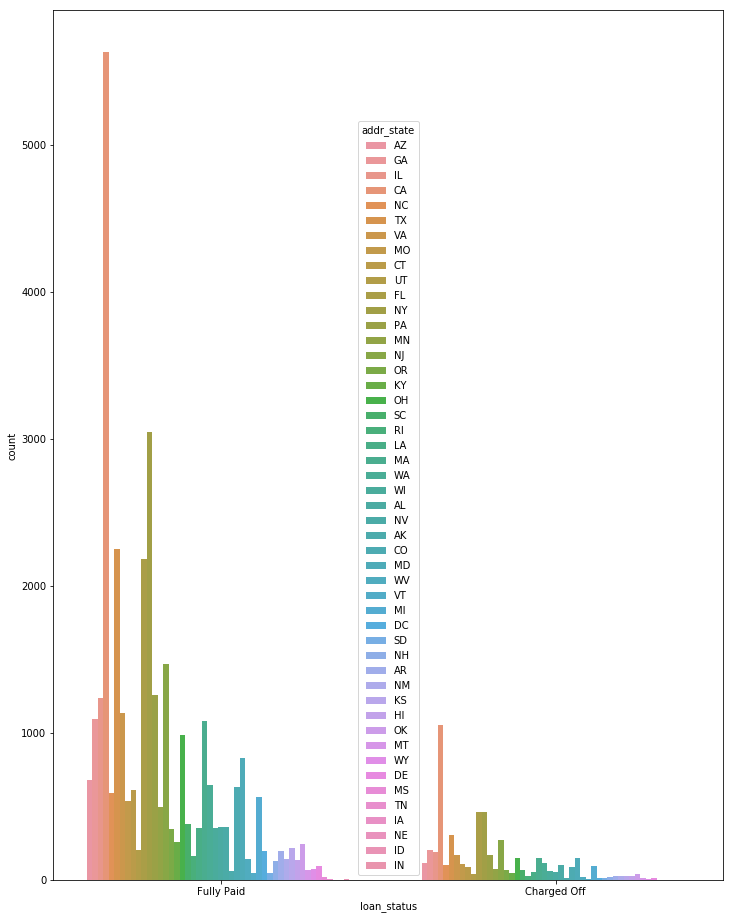 addr_state
AZ
GA
IL
CA
NC
TX
VA
MO
CT
UT
FL
NY
PA
MN
NJ
OR
KY
OH
SC
RI
LA
MA
WA
WI
AL
NV
AK
CO
MD
WV
VT
MI
DC
SD
NH
AR
NM
KS
HI
OK
MT
WY
DE
MS
TN
IA
NE
ID
IN
5000
4000
3000
2000
1000
0
count
Fully Paid
Charged Off
loan_status